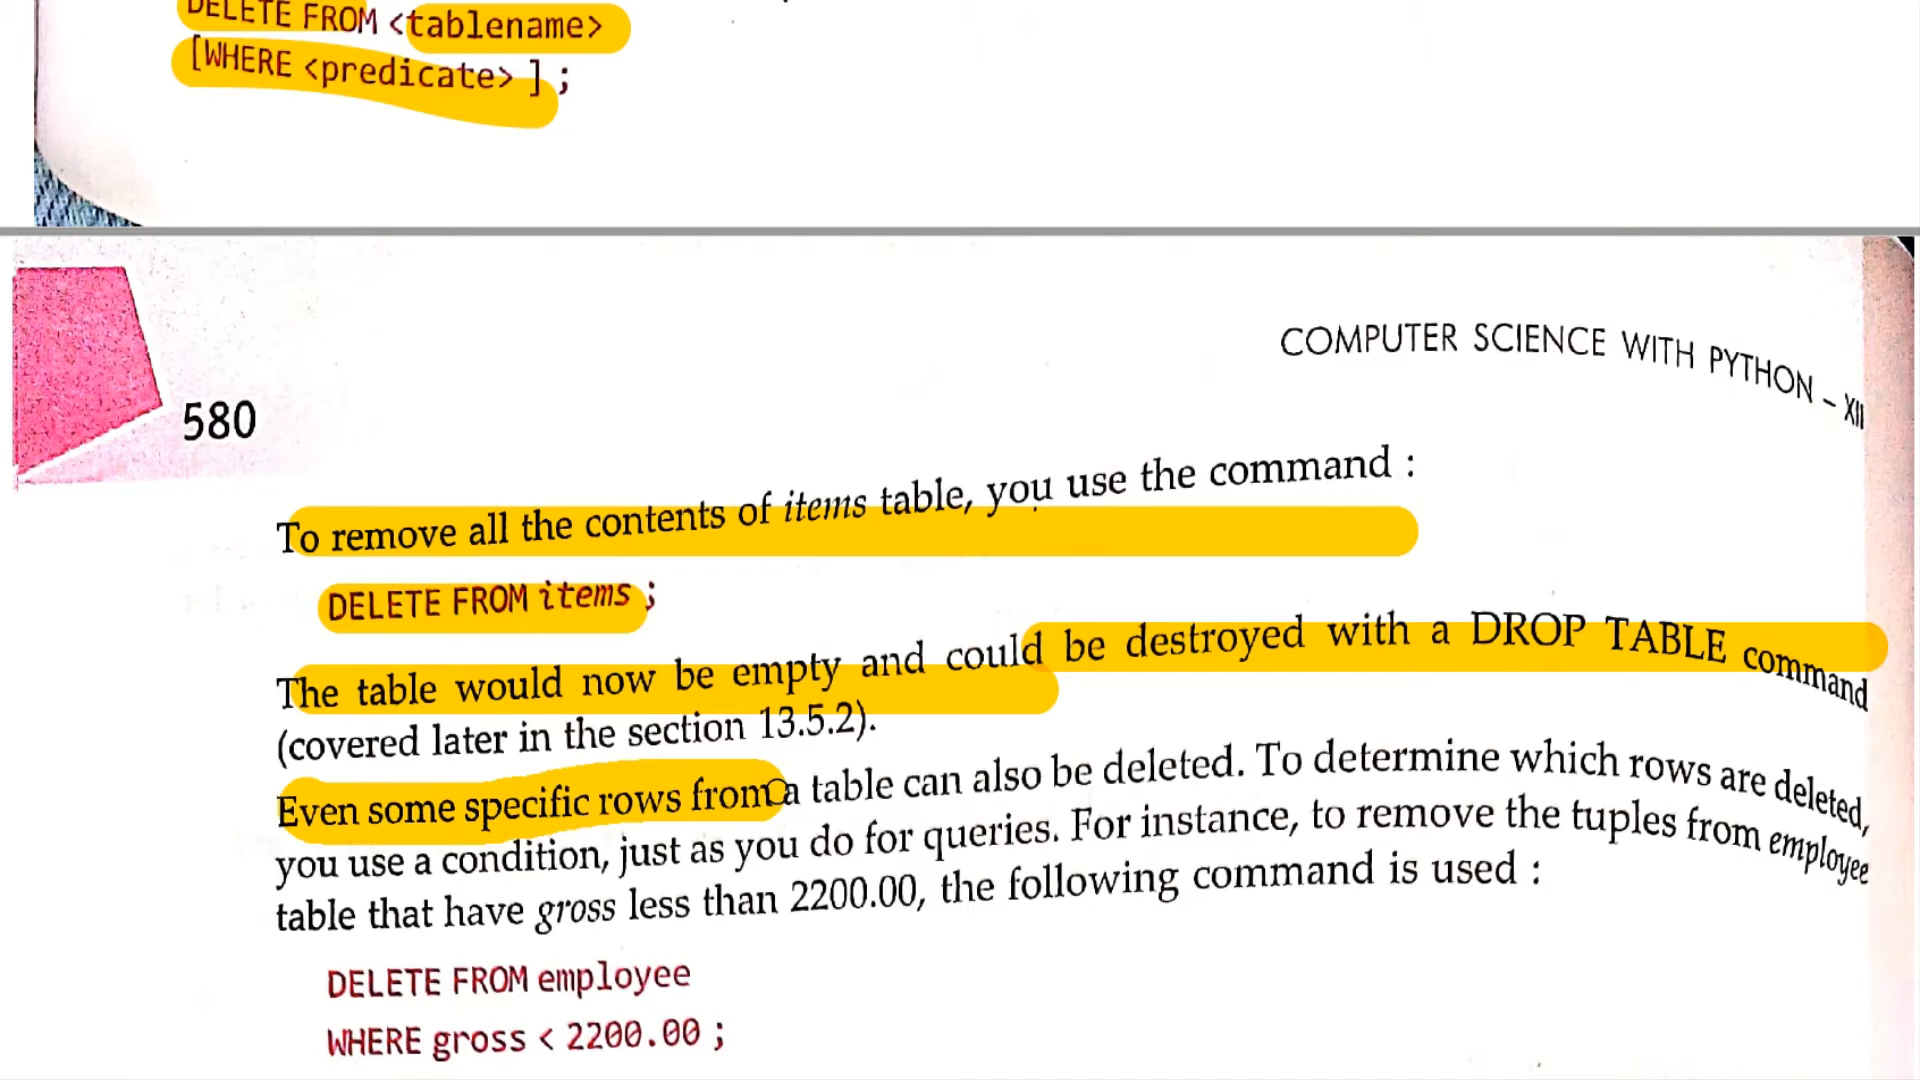 DELETE FROM <tablename>
[WHERE <predicate> ] ;
COMPUTER SCIENCE WITH PYTHON – XII
580
To remove all the contents of items table, you use the command :
DELETE FROM items ;
The table would now be empty and could be destroyed with a DROP TABLE command
(covered later in the section 13.5.2).
Even some specific rows from a table can also be deleted. To determine which rows are deleted,
you use a condition, just as you do for queries. For instance, to remove the tuples from employee
table that have gross less than 2200.00, the following command is used :
DELETE FROM employee
WHERE gross < 2200.00 ;